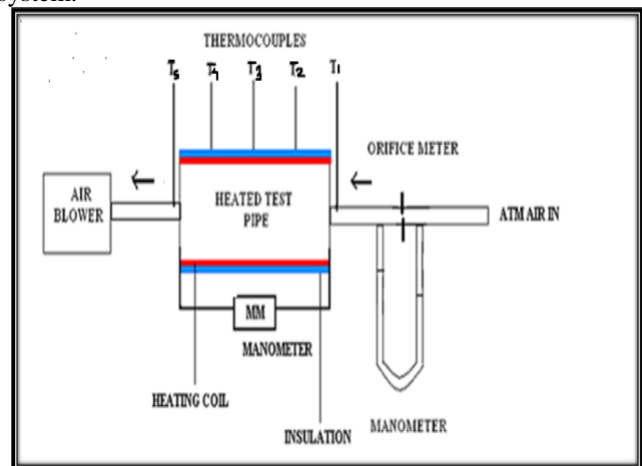 THERMOCOUPLES
T5 T4 T3 T2 T1
ORIFICE METER
AIR
BLOWER
HEATED TEST
PIPE
ATM AIR IN
MM
MANOMETER
HEATING COIL
INSULATION
MANOMETER